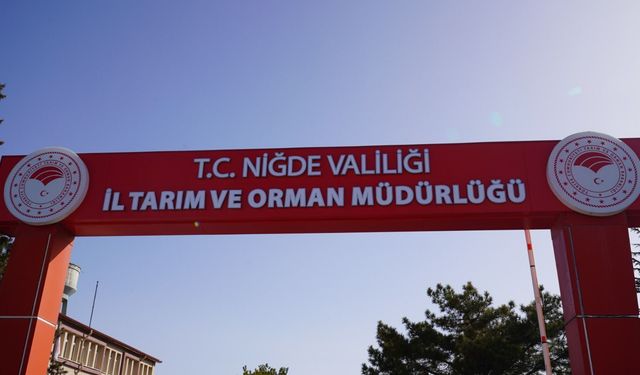 T.C. NİĞDE VALİLİĞİ
İL TARIM VE ORMAN MÜDÜRLÜĞÜ